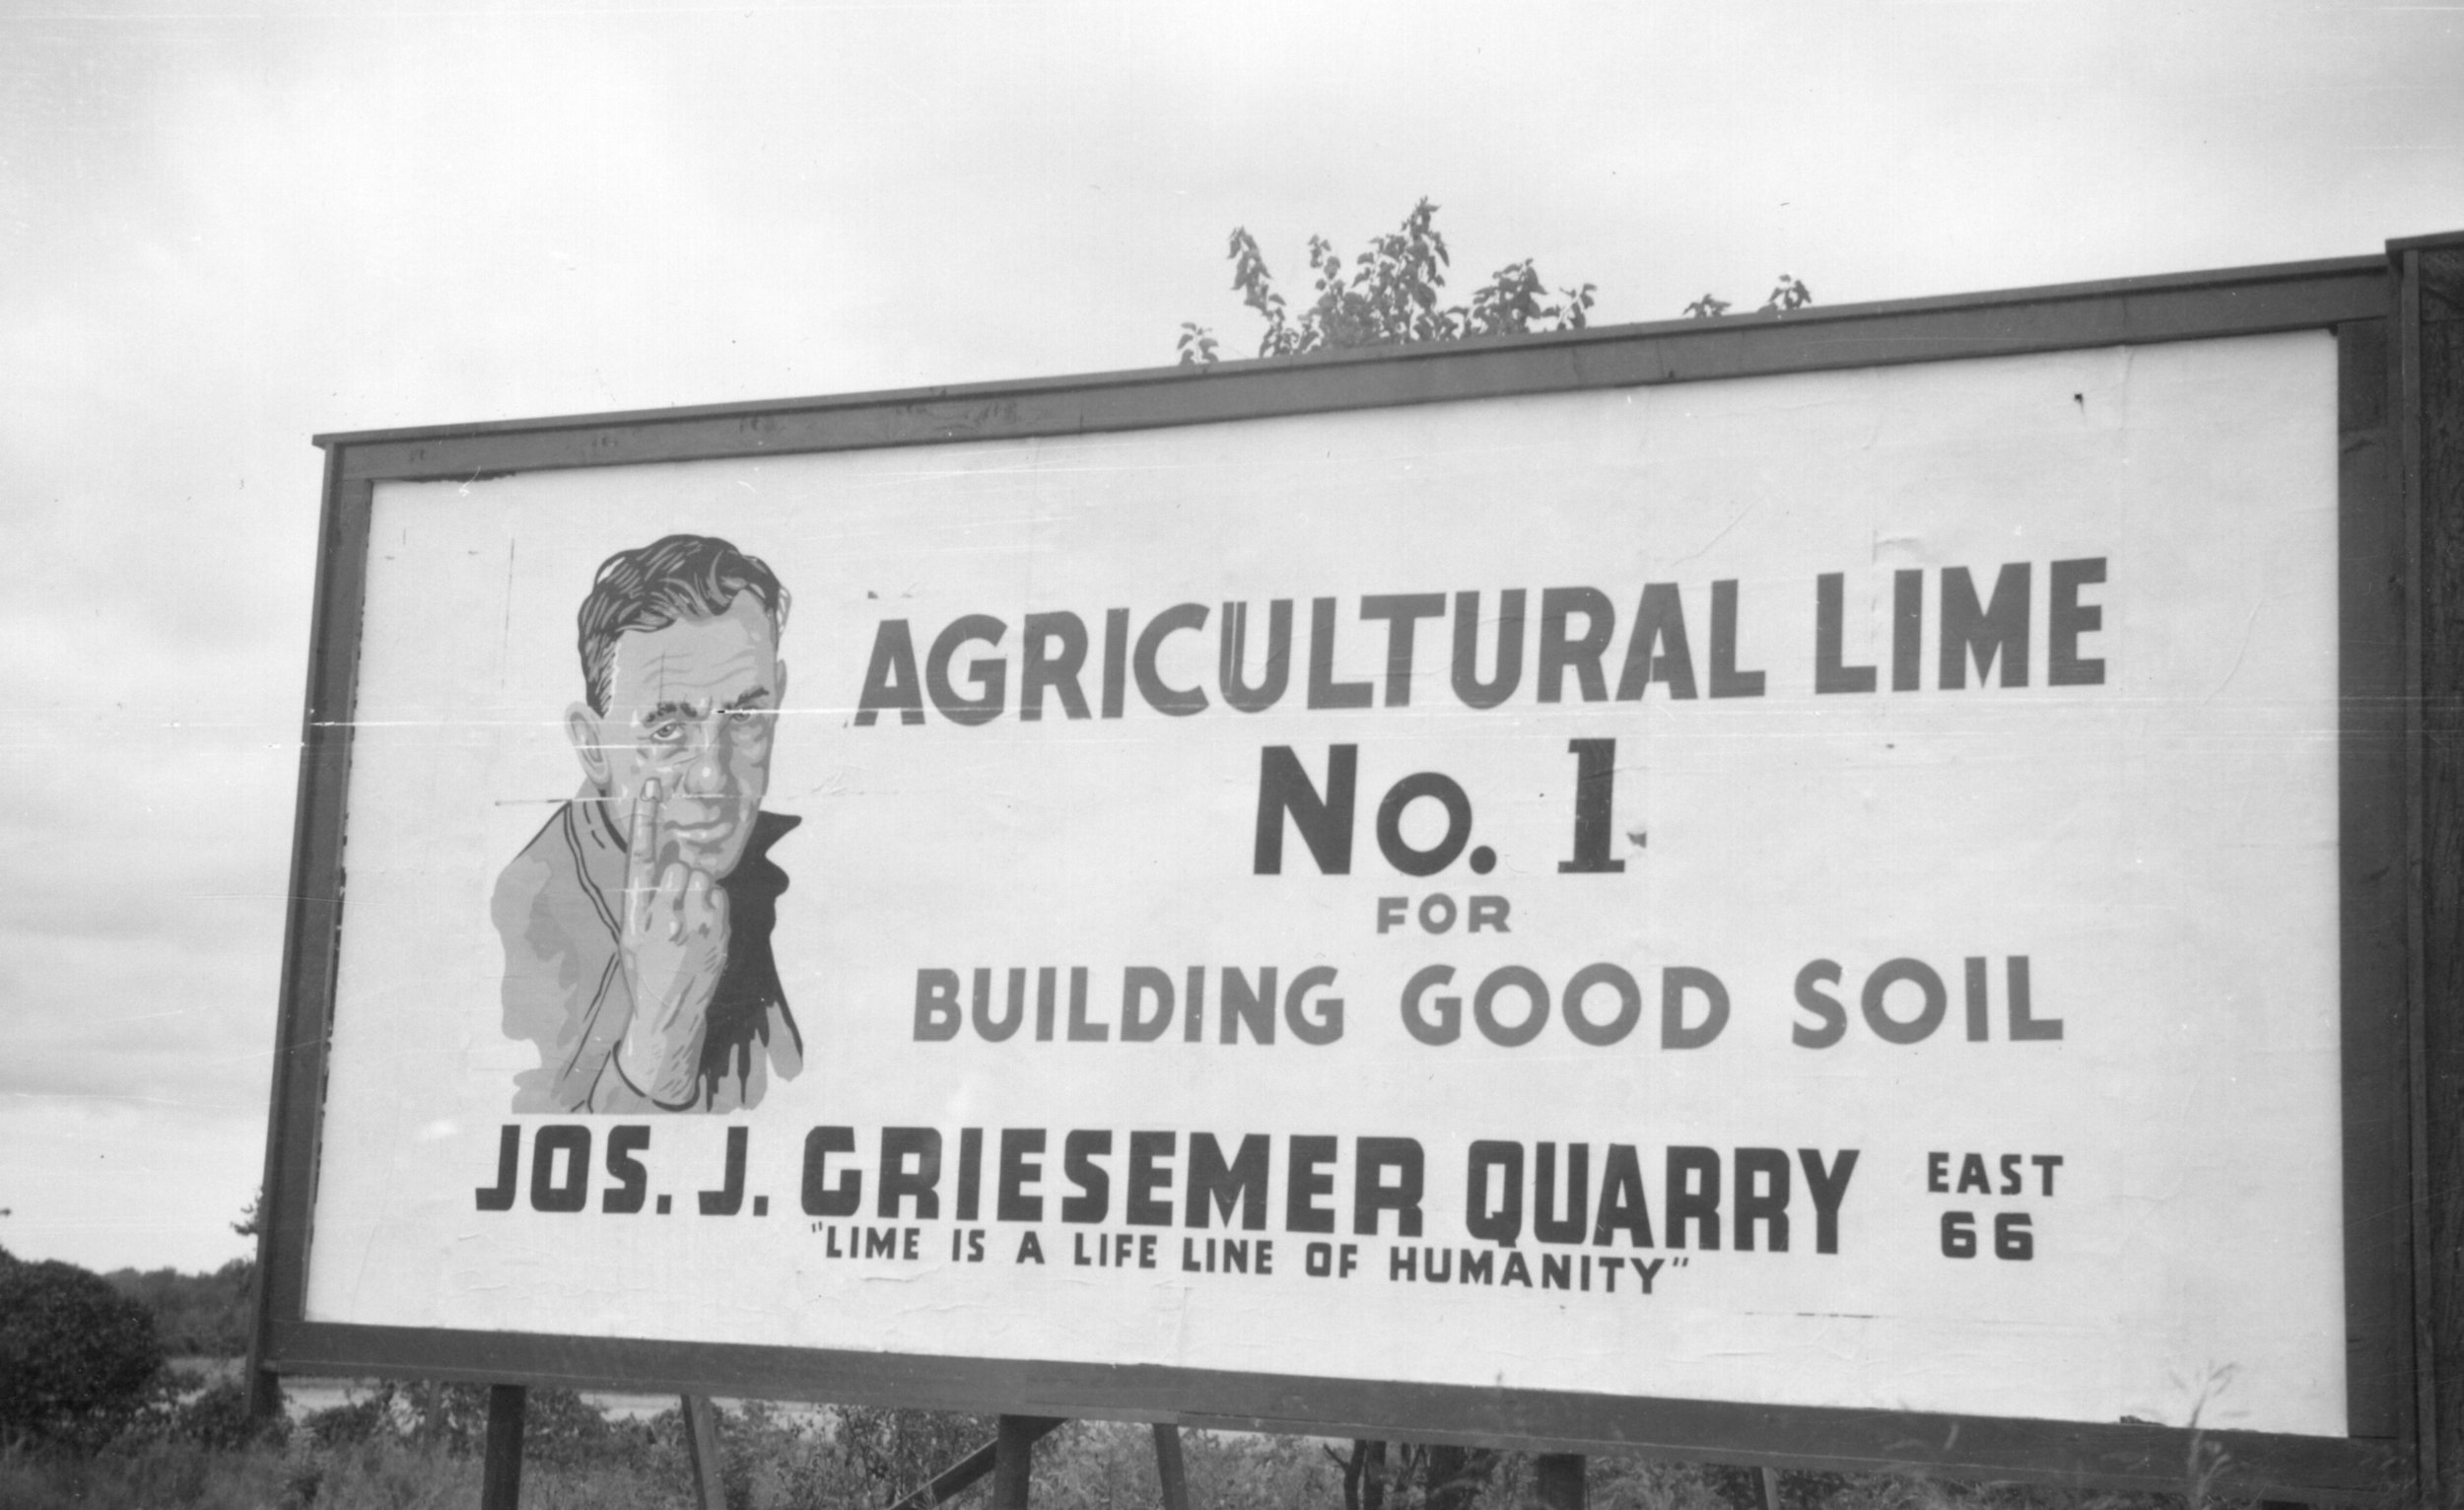 AGRICULTURAL LIME
No. 1
FOR
BUILDING GOOD SOIL
JOS. J. GRIESEMER QUARRY
EAST
66
"LIME IS A LIFE LINE OF HUMANITY"